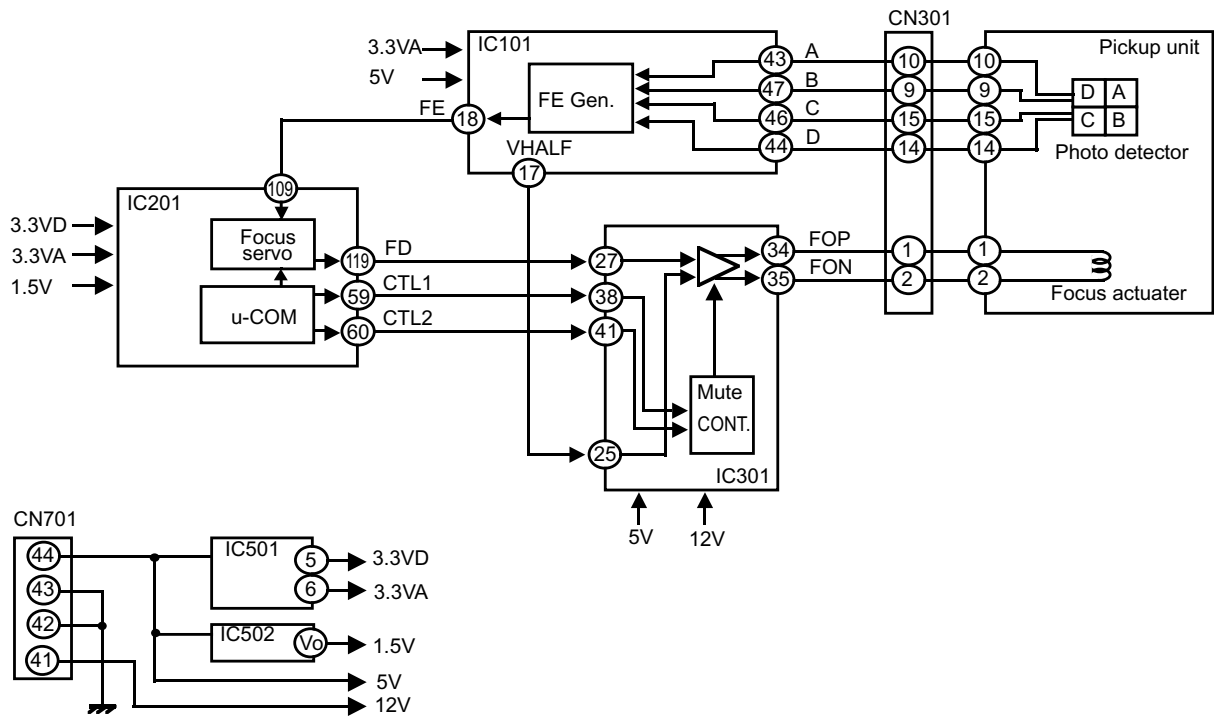 CN301
3.3VA
IC101
5V
FE Gen.
FE
18
VHALF
17
43
A
47
B
46
C
44
D
10
9
15
14
10
9
15
14
Pickup unit
D
A
C
B
Photo detector
109
IC201
3.3VD
3.3VA
1.5V
Focus
servo
u-COM
119
FD
59
CTL1
60
CTL2
27
38
41
25
Mute
CONT.
IC301
34
FOP
35
FON
1
2
1
2
Focus actuater
5V
12V
CN701
44
43
42
41
IC501
5
3.3VD
6
3.3VA
IC502
Vo
1.5V
5V
12V